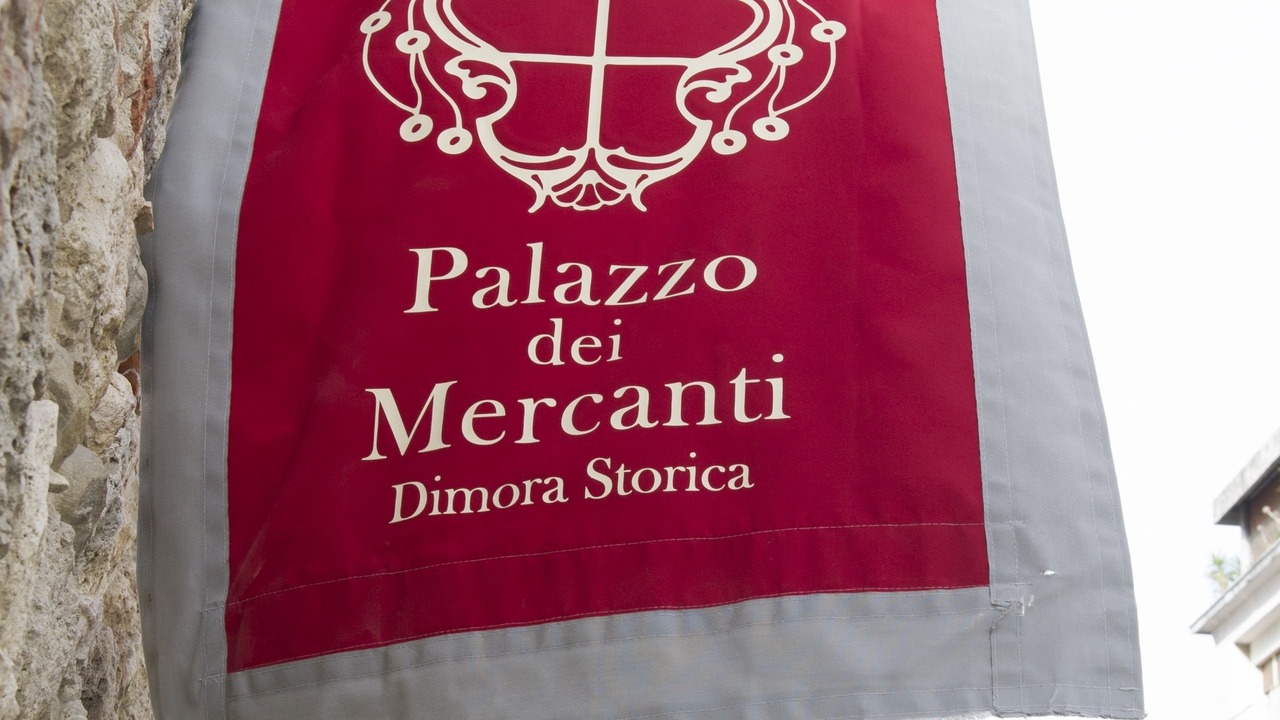 Palazzo
dei
Mercanti
Dimora Storica